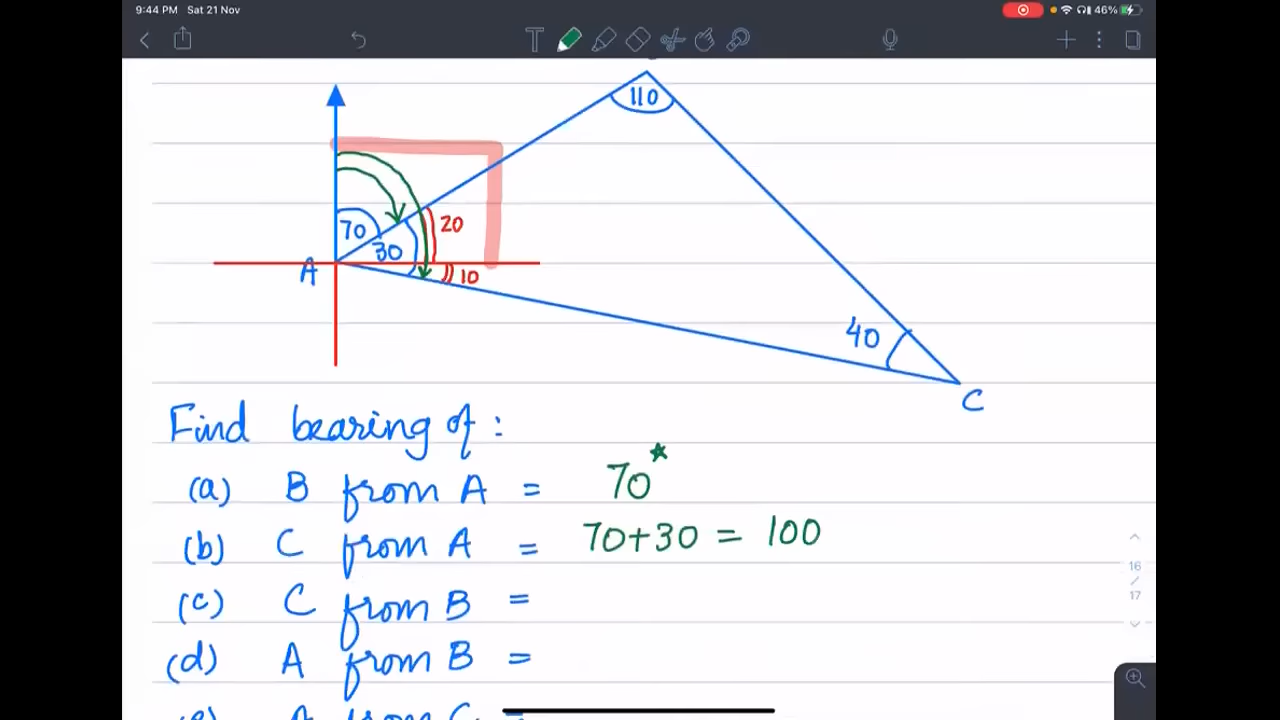 9:44 PM Sat 21 Nov
46%
T
110
70
30
20
10
A
40
C
Find bearing of :
(a) B from A = 70*
(b) C from A = 70+30 = 100
16
/
17
(c) C from B =
(d) A from B =
(e) A from C =